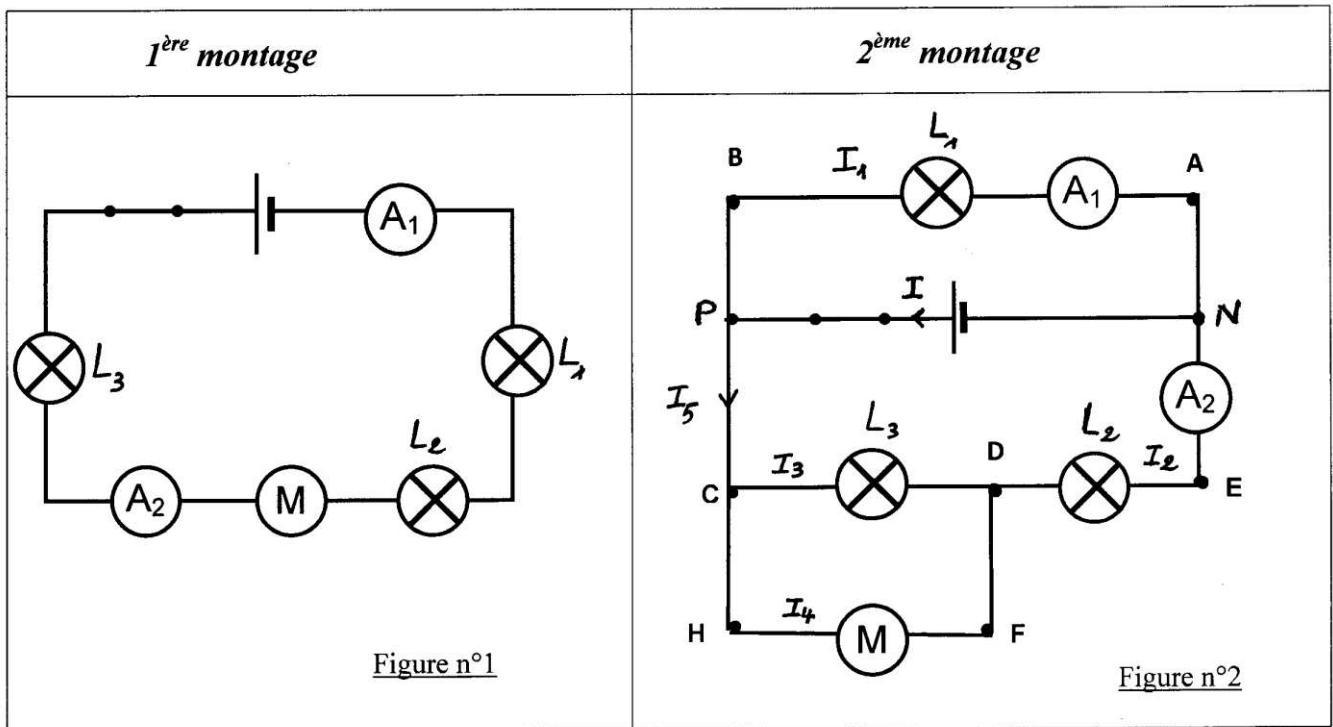 1ère montage
2ème montage
A1
L3
L1
L2
A2
M
Figure n°1
B
I1
L1
A1
A
P
I
N
I5
A2
L3
D
L2
C
I3
I2
E
H
I4
M
F
Figure n°2